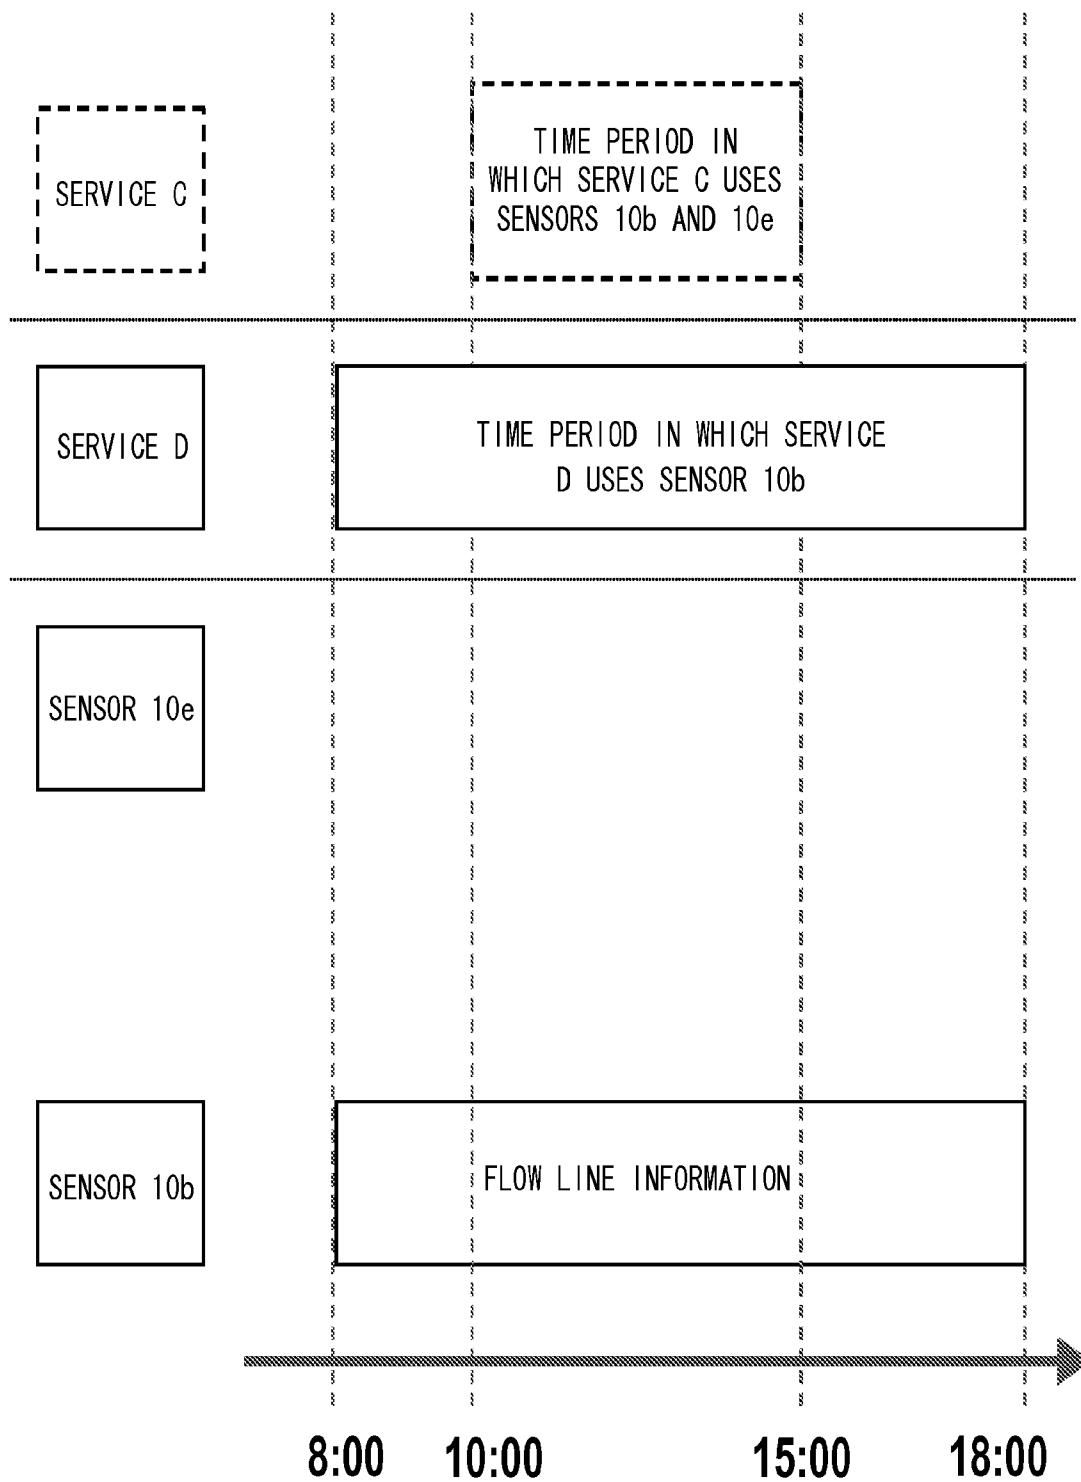 SERVICE C
TIME PERIOD IN
WHICH SERVICE C USES
SENSORS 10b AND 10e
SERVICE D
TIME PERIOD IN WHICH SERVICE
D USES SENSOR 10b
SENSOR 10e
SENSOR 10b
FLOW LINE INFORMATION
8:00 10:00 15:00 18:00